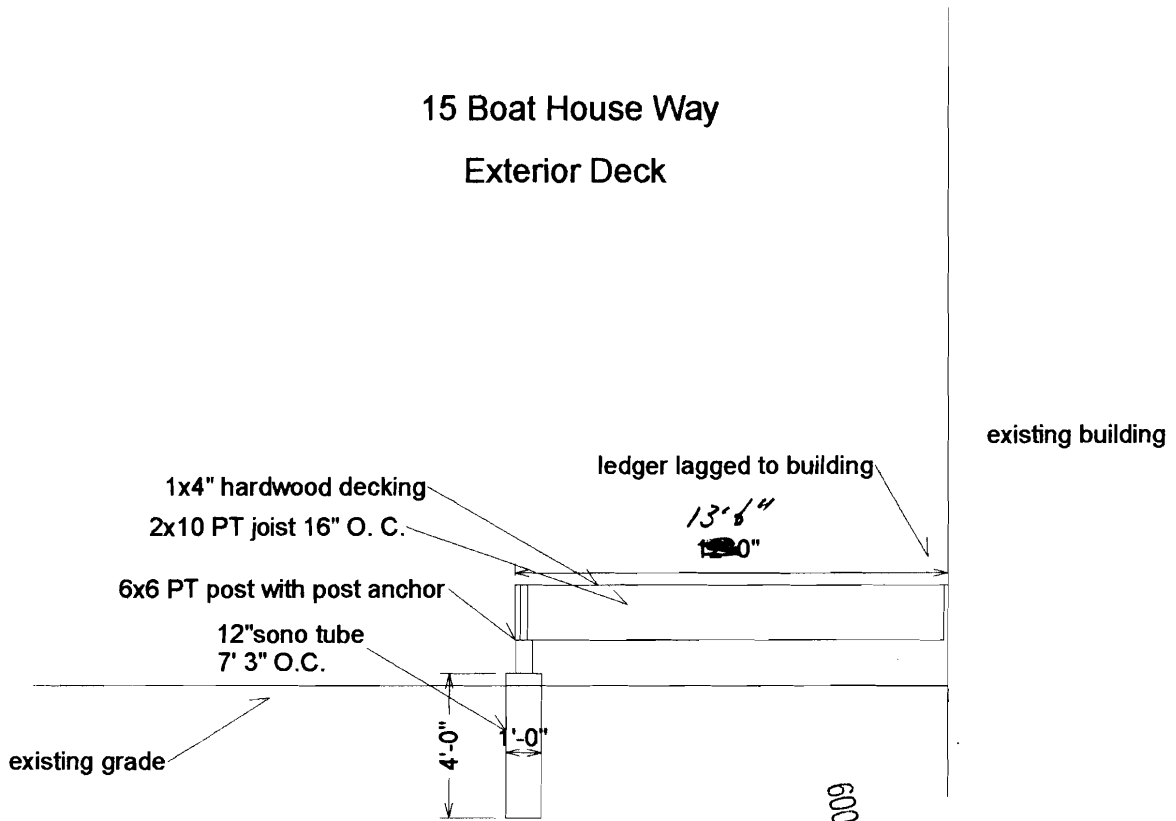 15 Boat House Way
Exterior Deck
existing building
ledger lagged to building
1x4" hardwood decking
13'6"
0"
2x10 PT joist 16" O. C.
6x6 PT post with post anchor
12"sono tube
7' 3" O.C.
4'-0"
1'-0"
existing grade
600